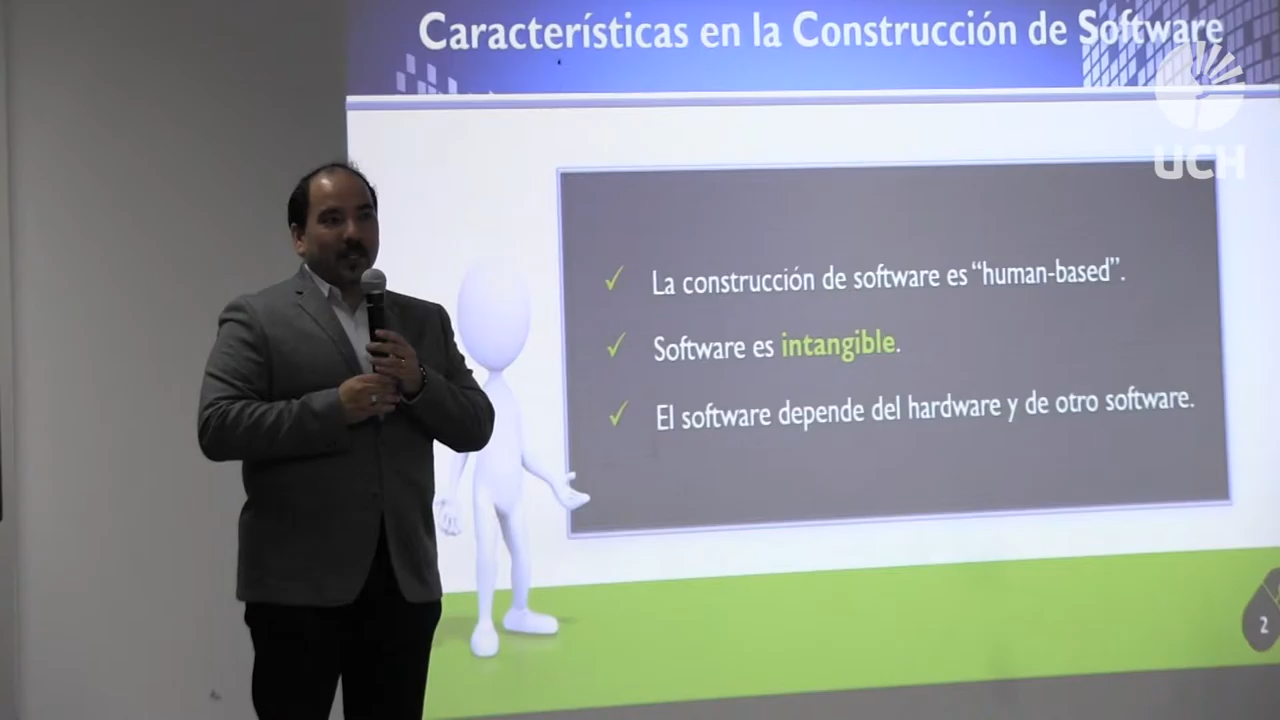 Características en la Construcción de Software
UCH
La construcción de software es “human-based”.
Software es intangible.
El software depende del hardware y de otro software.
2